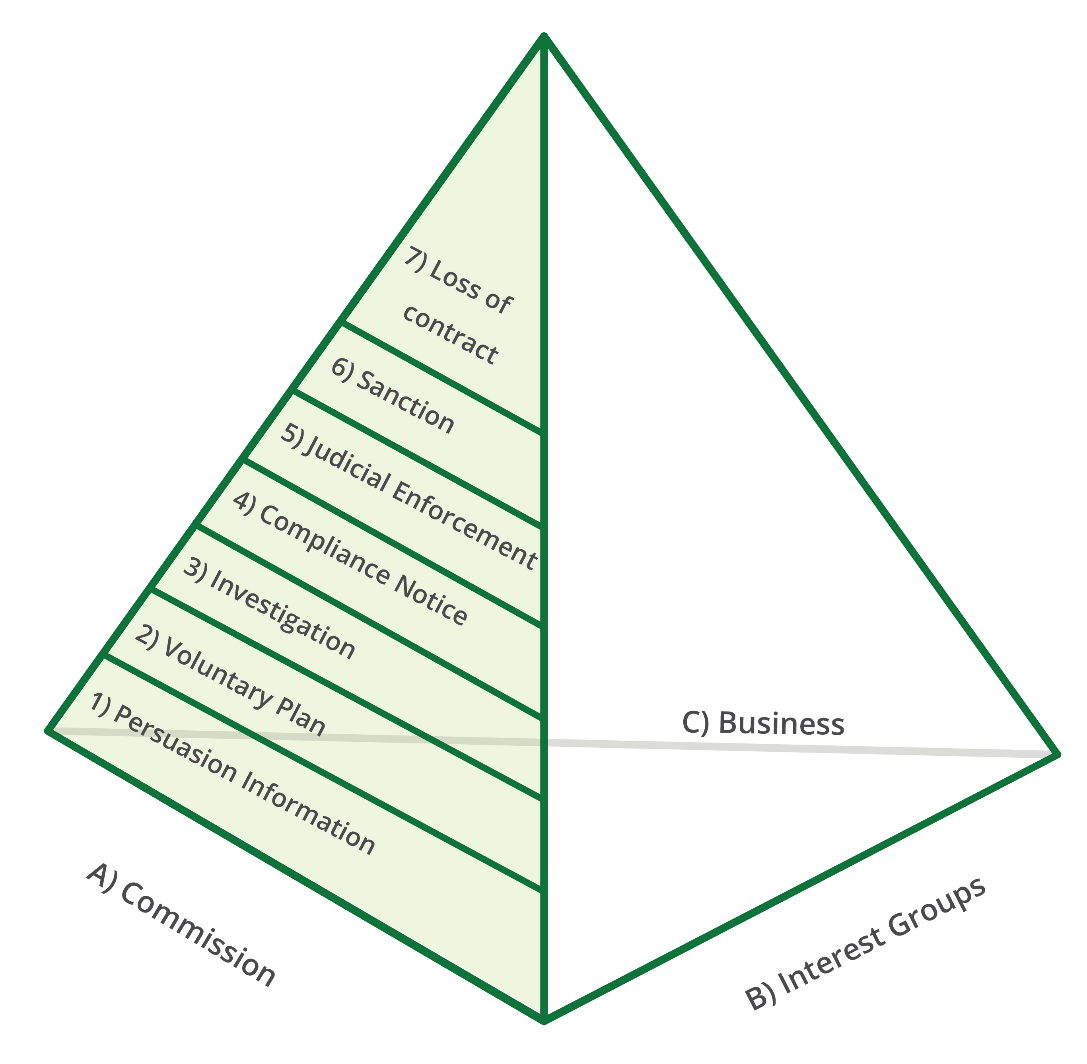 7) Loss of
contract
6) Sanction
5) Judicial Enforcement
4) Compliance Notice
3) Investigation
2) Voluntary Plan
1) Persuasion Information
C) Business
A) Commission
B) Interest Groups